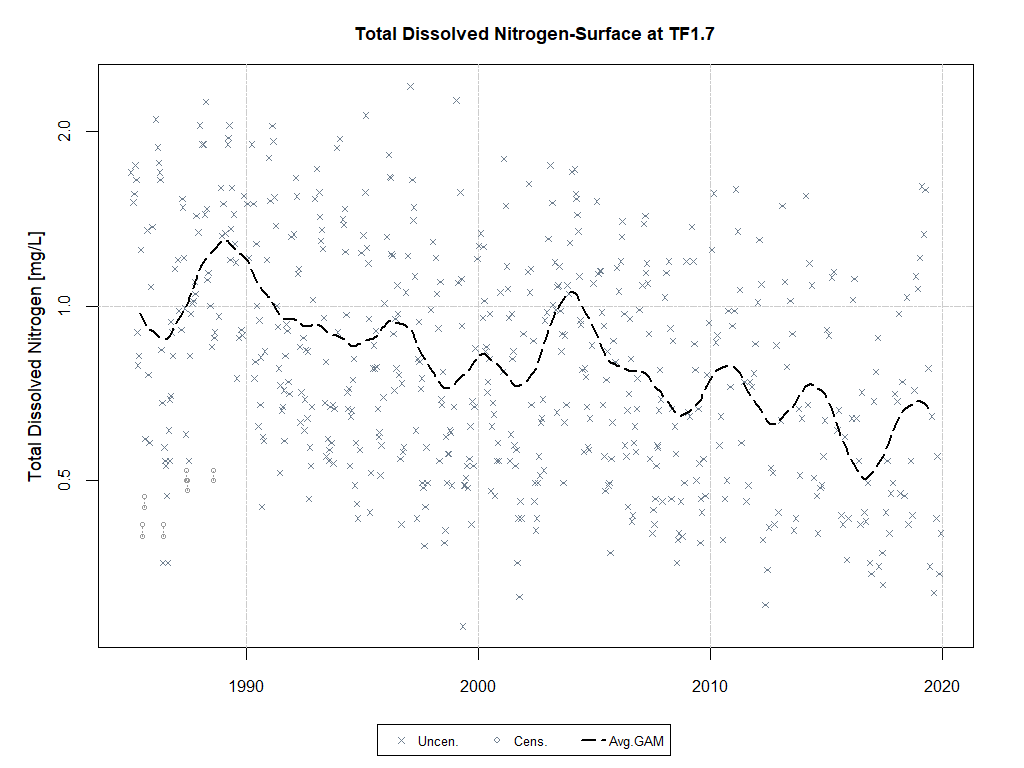 Total Dissolved Nitrogen-Surface at TF1.7
Total Dissolved Nitrogen [mg/L]
2.0
1.0
0.5
1990 2000 2010 2020
Uncen. Cens. Avg.GAM